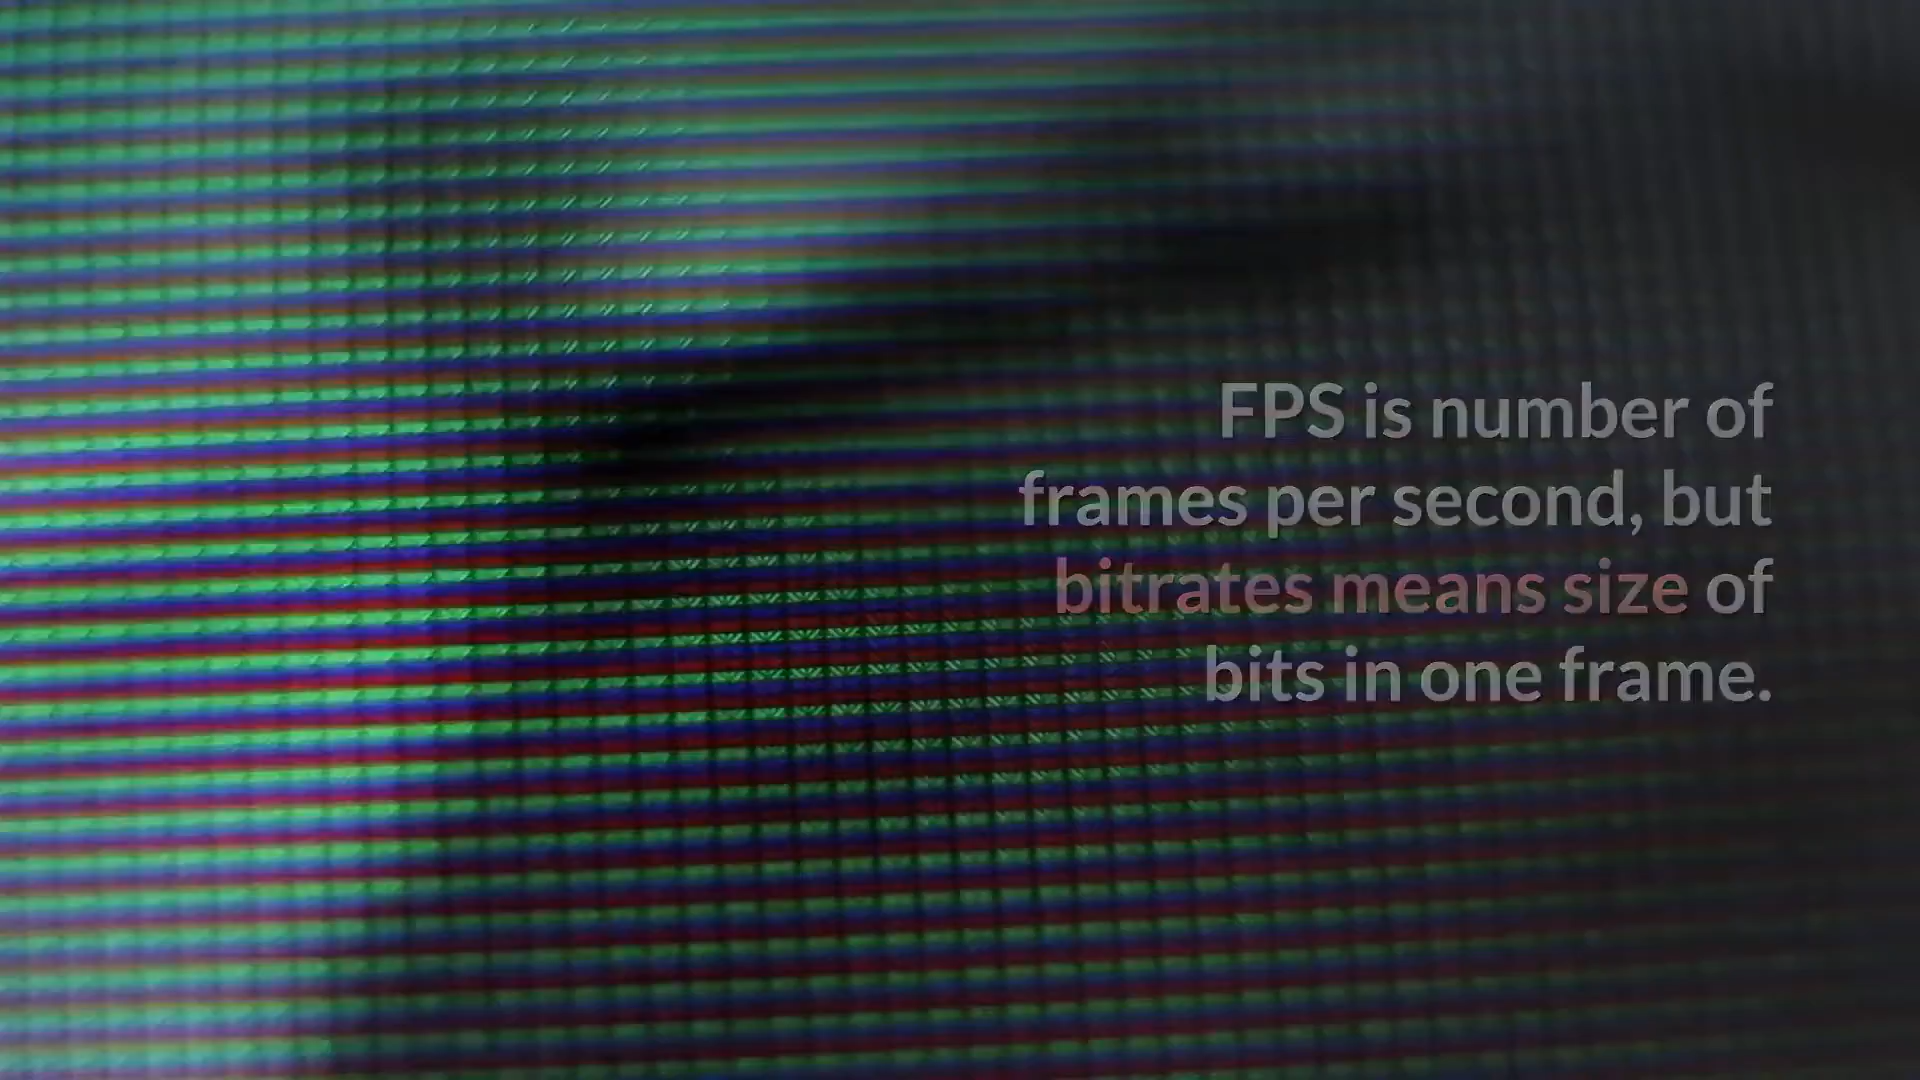 FPS is number of
frames per second, but
bitrates means size of
bits in one frame.